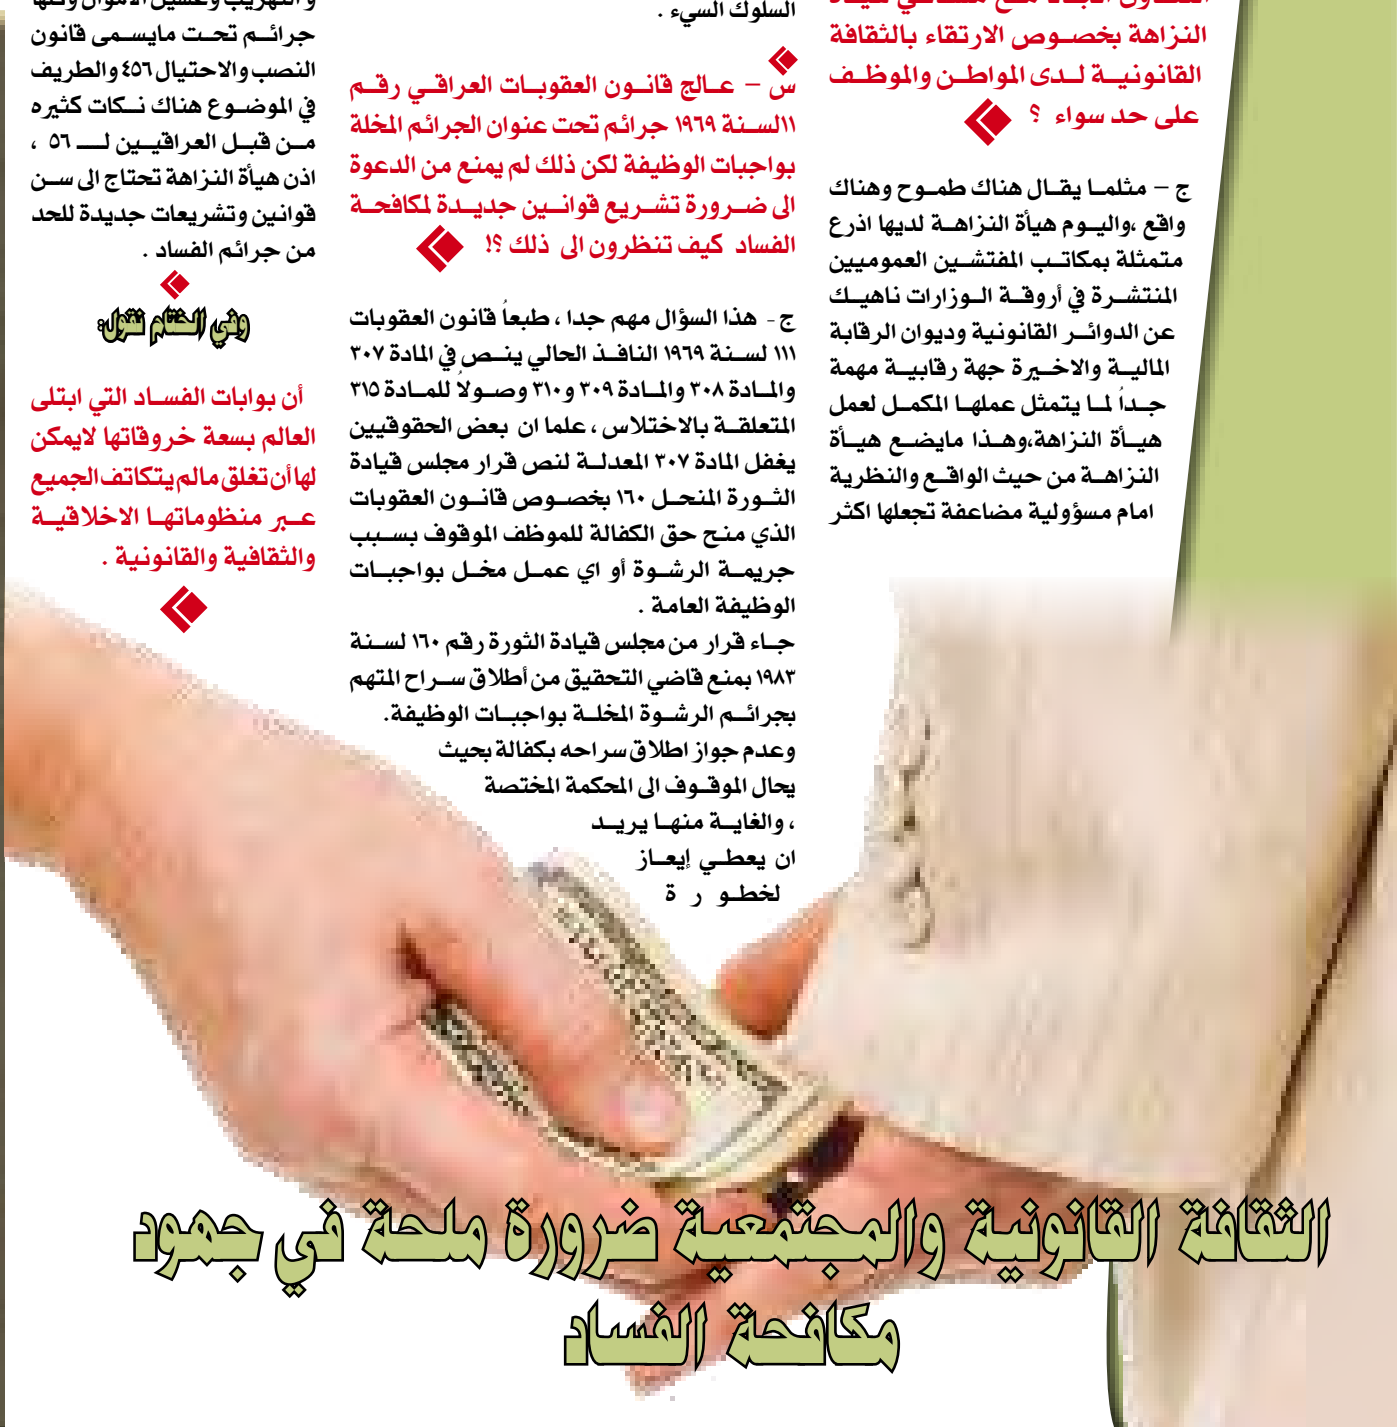 النزاهة بخصوص الارتقاء بالثقافة
القانونية لدى المواطن والموظف
على حد سواء ؟
ج – مثلما يقال هناك طموح وهناك
واقع ،واليوم هيأة النزاهة لديها اذرع
متمثلة بمكاتب المفتشين العموميين
المنتشرة في أروقة الوزارات ناهيك
عن الدوائر القانونية وديوان الرقابة
المالية والاخيرة جهة رقابية مهمة
جداً لما يتمثل عملها المكمل لعمل
هيأة النزاهة،وهذا مايضع هيأة
النزاهة من حيث الواقع والنظرية
امام مسؤولية مضاعفة تجعلها اكثر
السلوك السيء .
س – عالج قانون العقوبات العراقي رقم
١١١لسنة ١٩٦٩ جرائم تحت عنوان الجرائم المخلة
بواجبات الوظيفة لكن ذلك لم يمنع من الدعوة
الى ضرورة تشريع قوانين جديدة لمكافحة
الفساد كيف تنظرون الى ذلك ؟!
ج - هذا السؤال مهم جدا ، طبعاً قانون العقوبات
١١١ لسنة ١٩٦٩ النافذ الحالي ينص في المادة ٣٠٧
والمادة ٣٠٨ والمادة ٣٠٩ و٣١٠ وصولاً للمادة ٣١٥
المتعلقة بالاختلاس ، علما ان بعض الحقوقيين
يغفل المادة ٣٠٧ المعدلة لنص قرار مجلس قيادة
الثورة المنحل ١٦٠ بخصوص قانون العقوبات
الذي منح حق الكفالة للموظف الموقوف بسبب
جريمة الرشوة أو اي عمل مخل بواجبات
الوظيفة العامة .
جاء قرار من مجلس قيادة الثورة رقم ١٦٠ لسنة
١٩٨٣ بمنع قاضي التحقيق من أطلاق سراح المتهم
بجرائم الرشوة المخلة بواجبات الوظيفة.
وعدم جواز اطلاق سراحه بكفالة بحيث
يحال الموقوف الى المحكمة المختصة
، والغاية منها يريد
ان يعطي إيعاز
لخطو ر ة
جرائم تحت مايسمى قانون
النصب والاحتيال ٤٥٦ والطريف
في الموضوع هناك نكات كثيره
من قبل العراقيين لـ ٥٦ ،
اذن هيأة النزاهة تحتاج الى سن
قوانين وتشريعات جديدة للحد
من جرائم الفساد .
وفي الختام نقول:
أن بوابات الفساد التي ابتلى
العالم بسعة خروقاتها لايمكن
لها أن تغلق مالم يتكاتف الجميع
عبر منظوماتها الاخلاقية
والثقافية والقانونية .
الثقافة القانونية والمجتمعية ضرورة ملحة في جهود
مكافحة الفساد